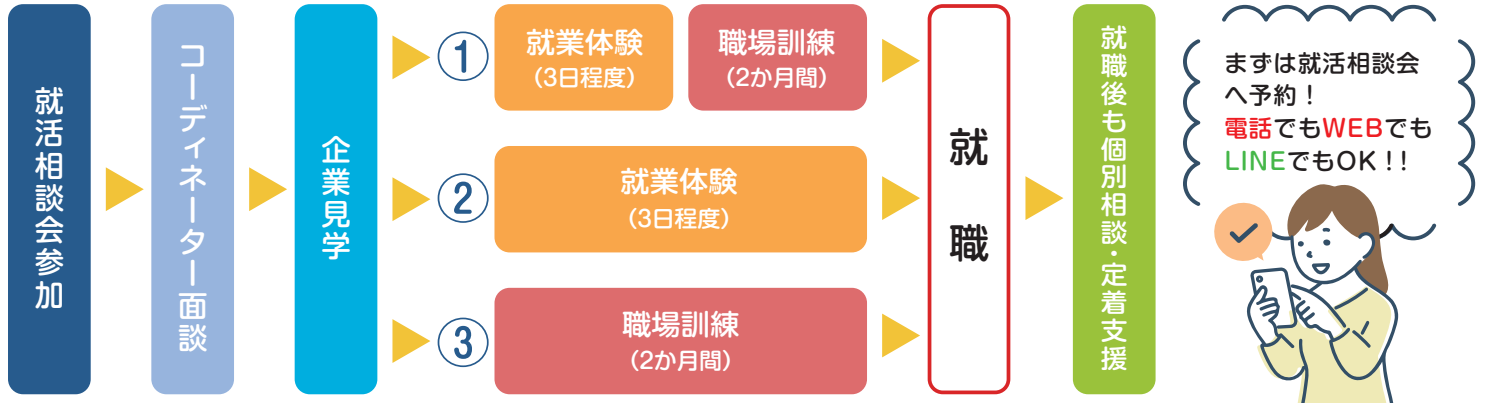 就活相談会参加
コーディネーター面談
企業見学
①
就業体験
(3日程度)
職場訓練
(2か月間)
②
就業体験
(3日程度)
③
職場訓練
(2か月間)
就職
就職後も個別相談・定着支援
まずは就活相談会
へ予約！
電話でもWEBでも
LINEでもOK！！